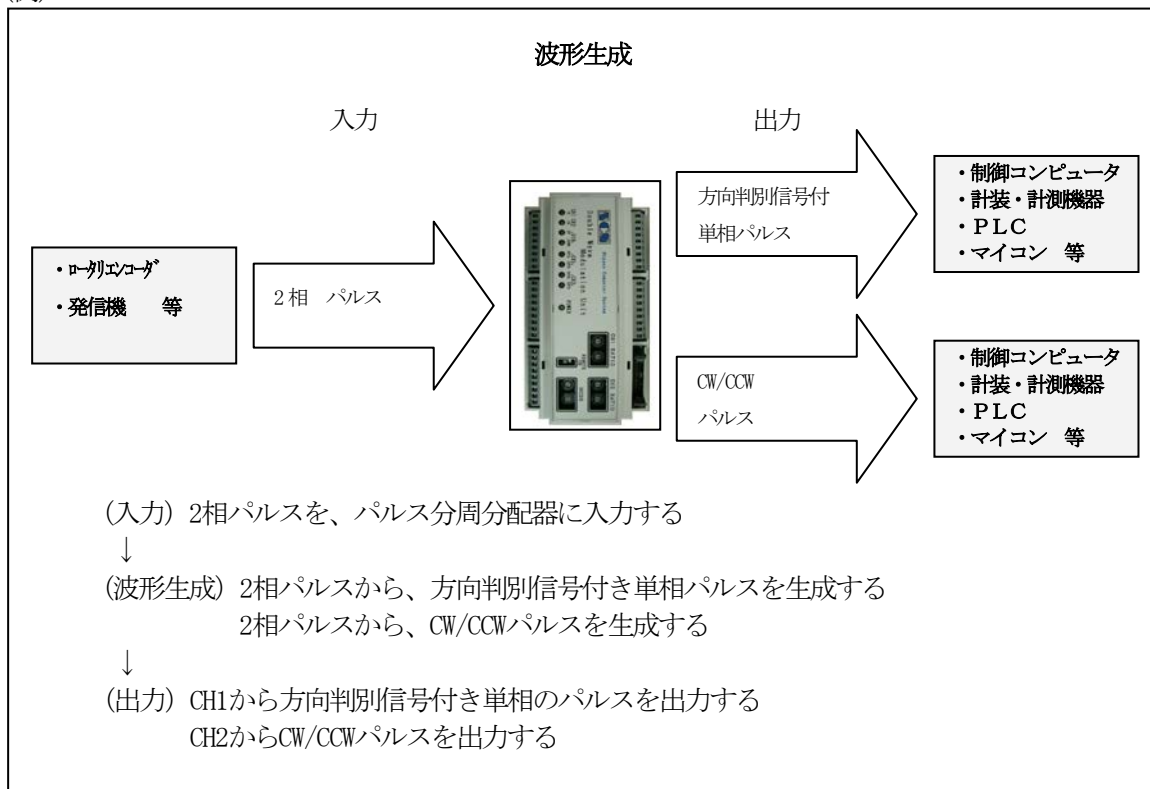 波形生成
入力
出力
・ロータリエンコーダ
・発信機　等
2相　パルス
方向判別信号付
単相パルス
・制御コンピュータ
・計装・計測機器
・ＰＬＣ
・マイコン　等
CW/CCW
パルス
・制御コンピュータ
・計装・計測機器
・ＰＬＣ
・マイコン　等
(入力) 2相パルスを、パルス分周分配器に入力する
↓
(波形生成) 2相パルスから、方向判別信号付き単相パルスを生成する
2相パルスから、CW/CCWパルスを生成する
↓
(出力) CH1から方向判別信号付き単相のパルスを出力する
CH2からCW/CCWパルスを出力する